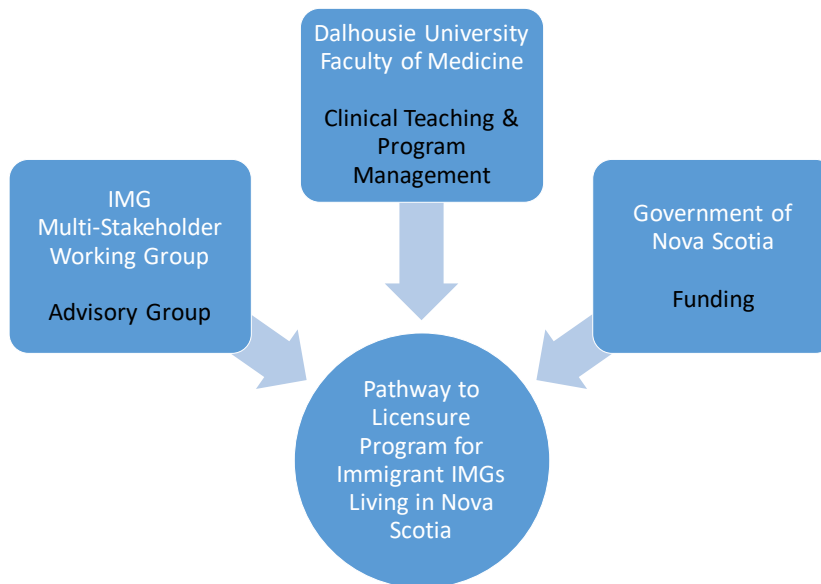 Dalhousie University
Faculty of Medicine
Clinical Teaching &
Program
Management
IMG
Multi-Stakeholder
Working Group
Advisory Group
Government of
Nova Scotia
Funding
Pathway to
Licensure
Program for
Immigrant IMGs
Living in Nova
Scotia